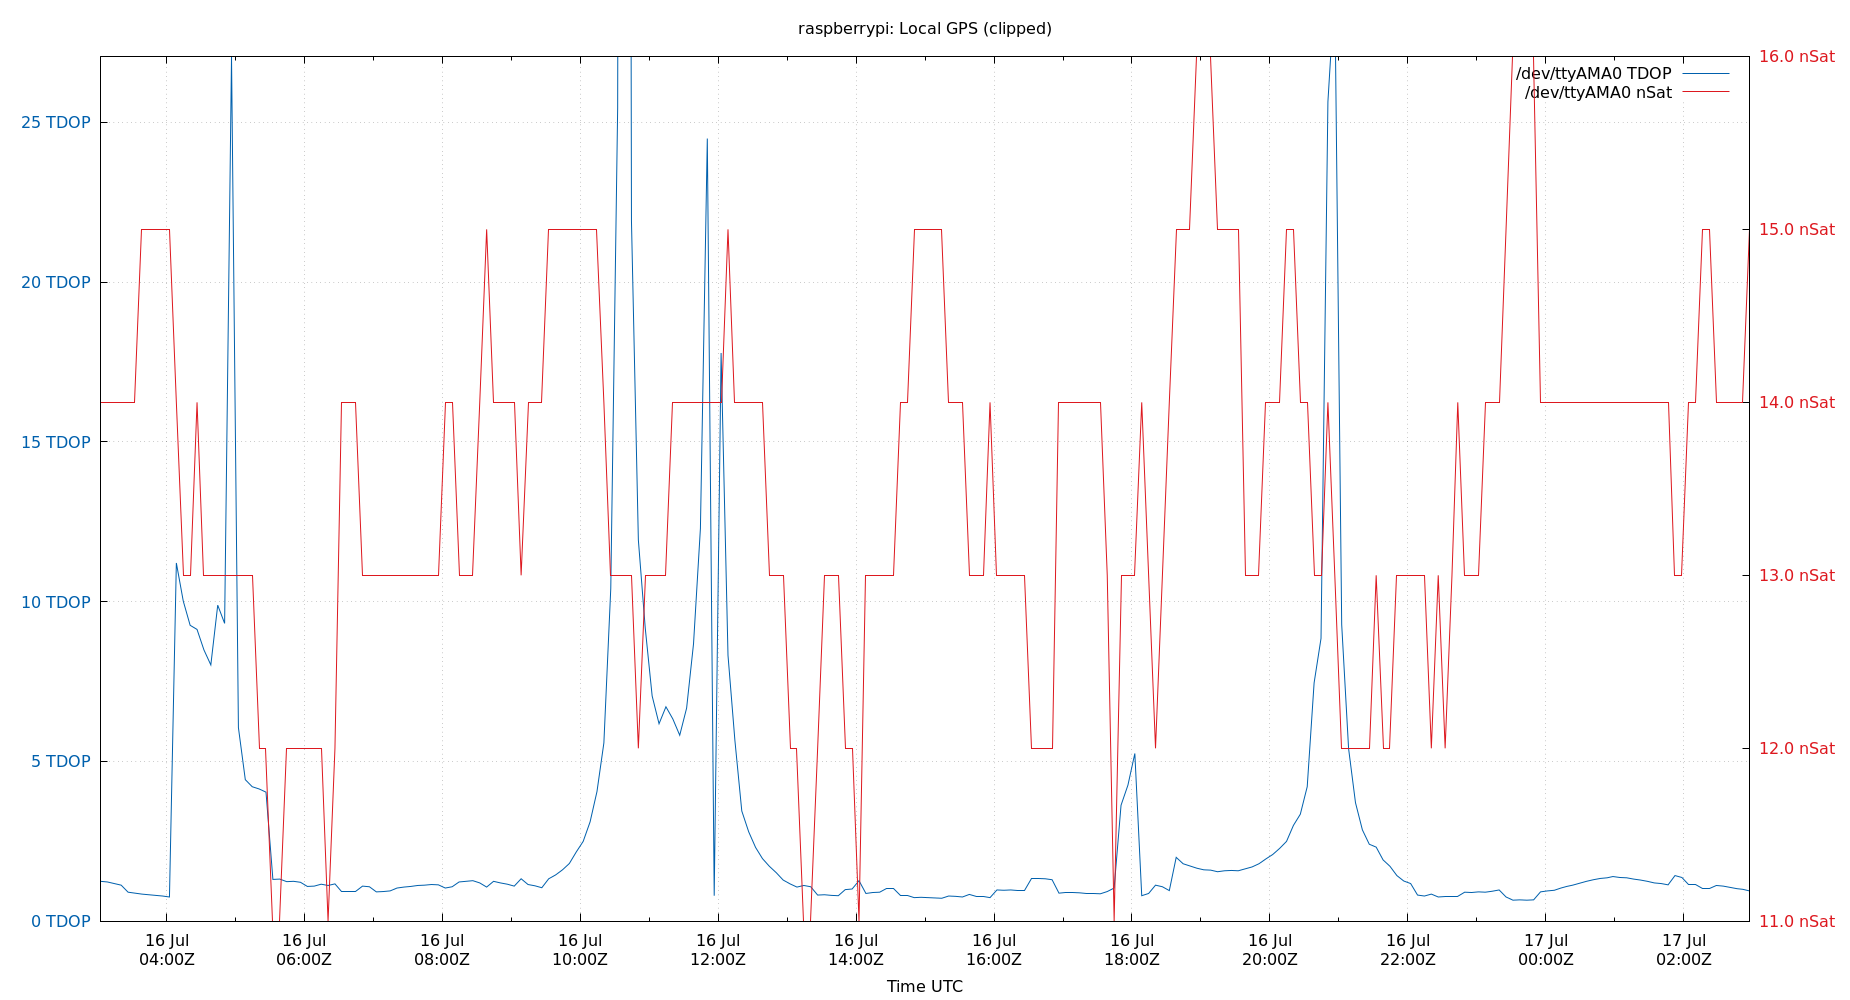 raspberrypi: Local GPS (clipped)
/dev/ttyAMA0 TDOP
/dev/ttyAMA0 nSat
25 TDOP
20 TDOP
15 TDOP
10 TDOP
5 TDOP
0 TDOP
16.0 nSat
15.0 nSat
14.0 nSat
13.0 nSat
12.0 nSat
11.0 nSat
16 Jul
04:00Z
16 Jul
06:00Z
16 Jul
08:00Z
16 Jul
10:00Z
16 Jul
12:00Z
16 Jul
14:00Z
16 Jul
16:00Z
16 Jul
18:00Z
16 Jul
20:00Z
16 Jul
22:00Z
17 Jul
00:00Z
17 Jul
02:00Z
Time UTC